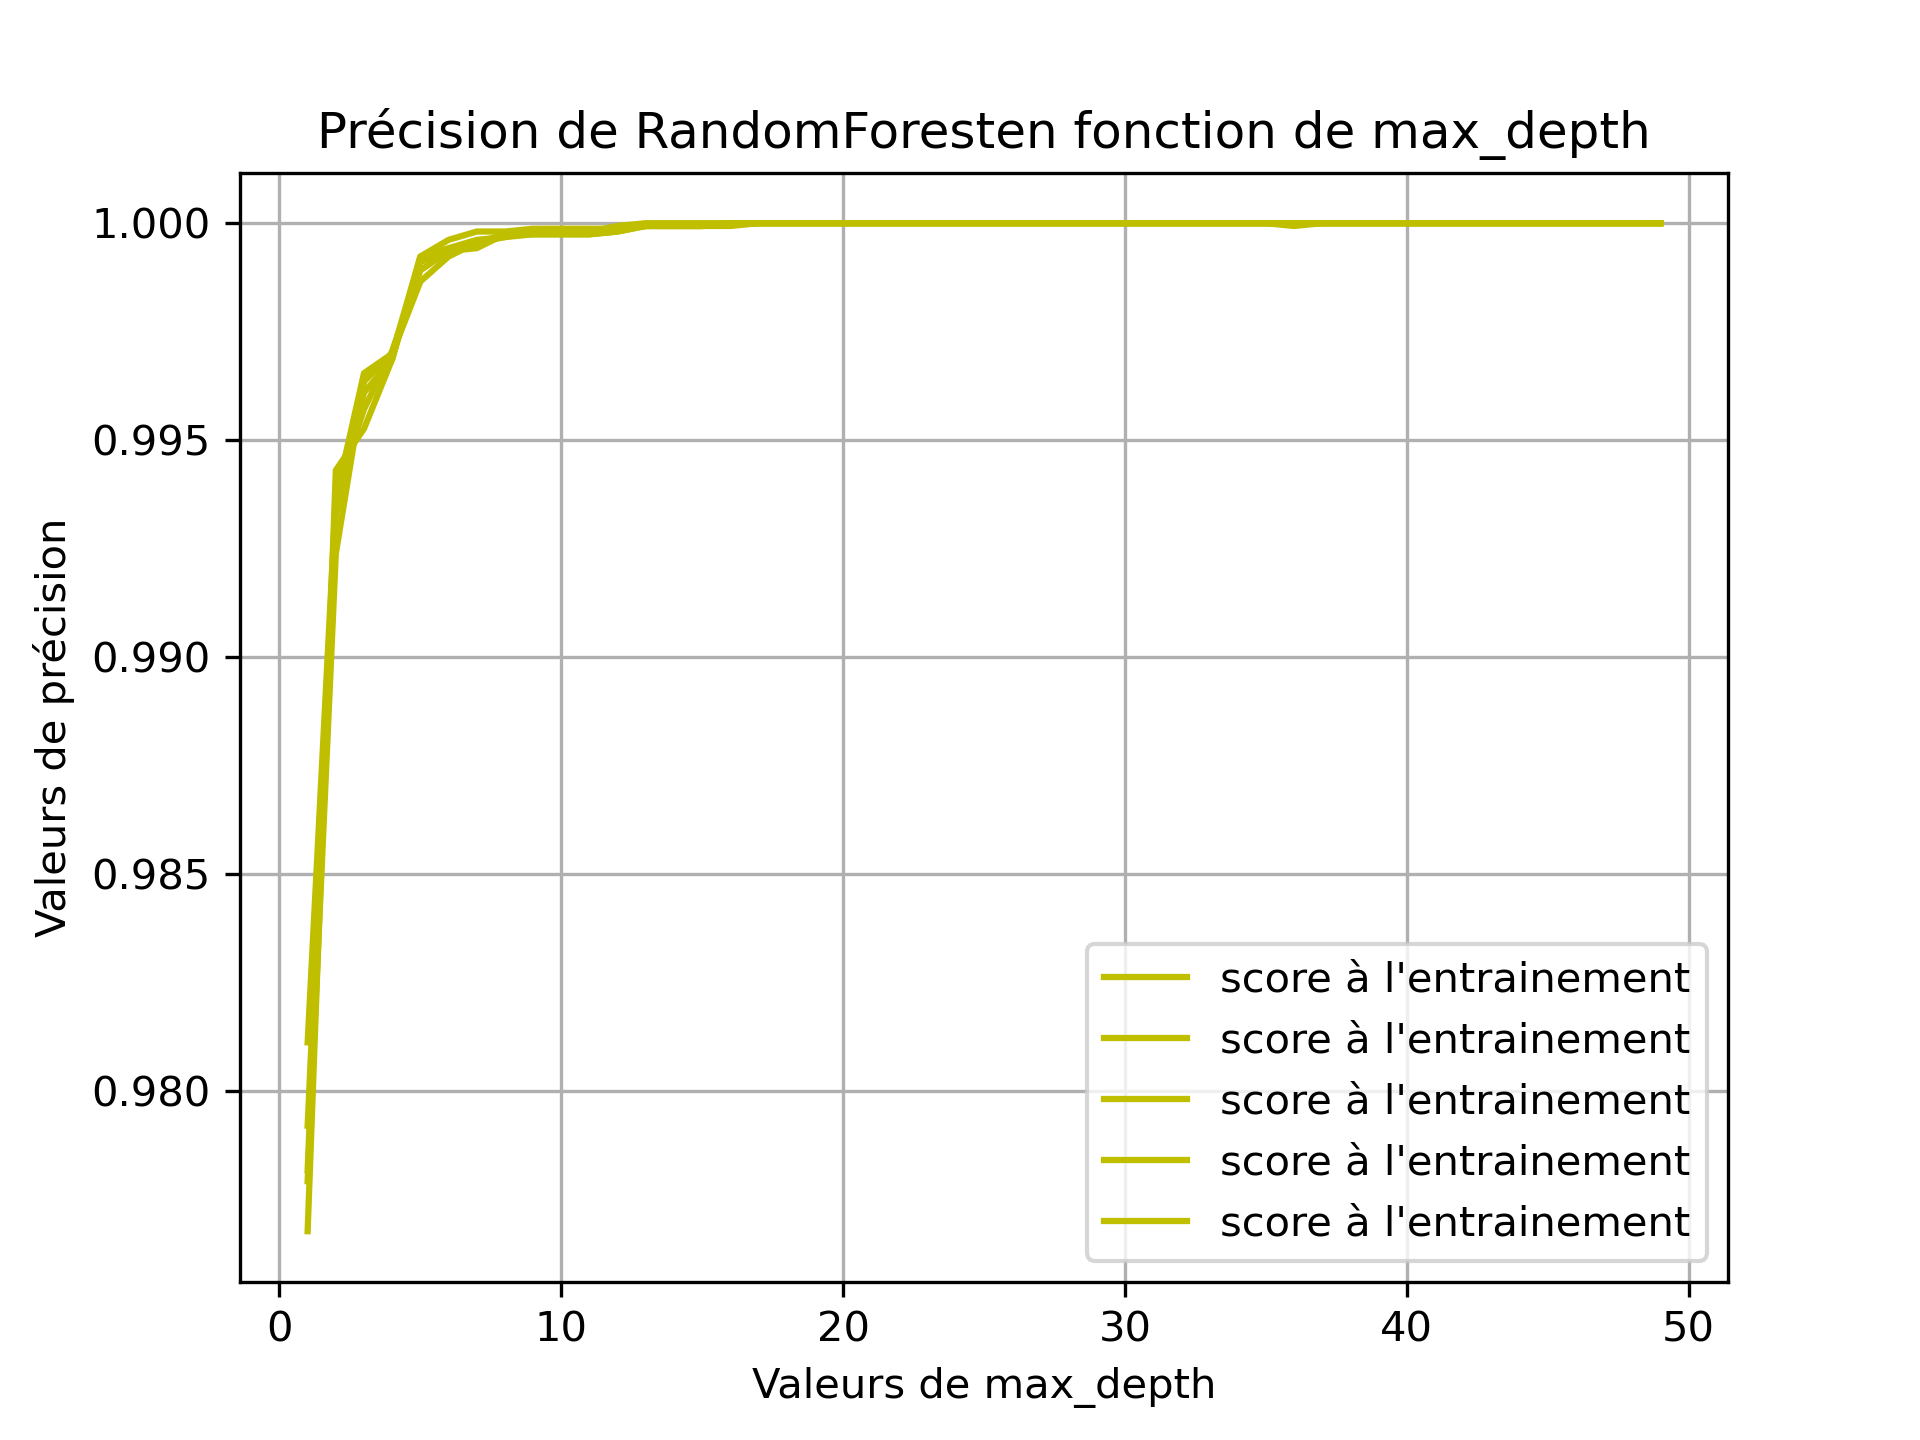 Précision de RandomForesten fonction de max_depth
1.000
0.995
0.990
0.985
0.980
Valeurs de précision
score à l'entrainement
score à l'entrainement
score à l'entrainement
score à l'entrainement
score à l'entrainement
0 10 20 30 40 50
Valeurs de max_depth